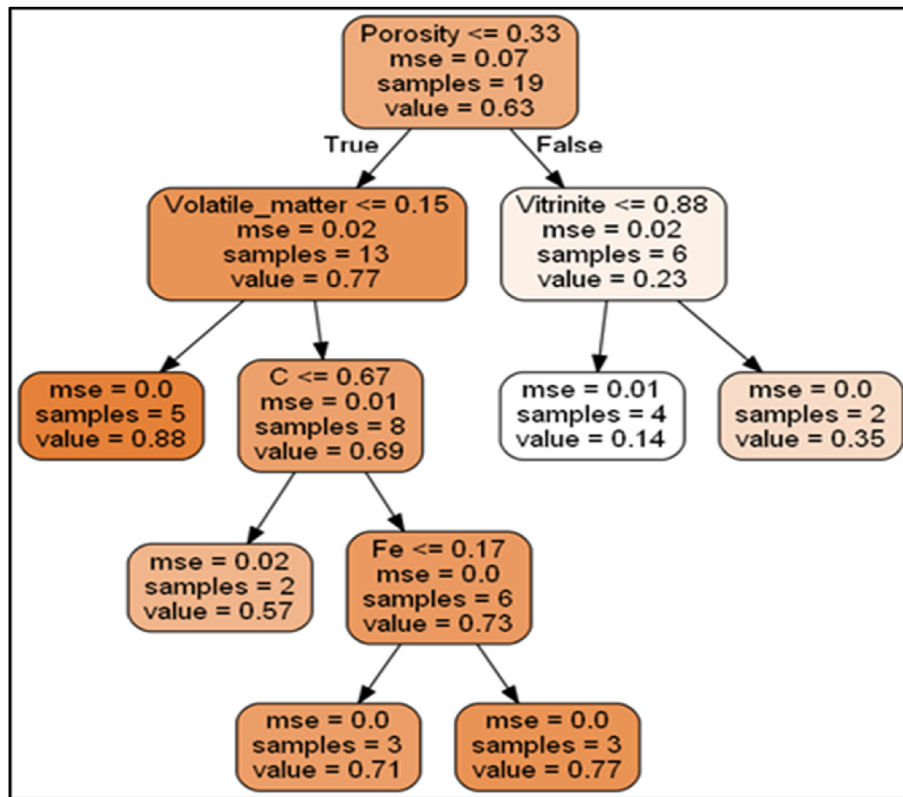 Porosity <= 0.33
mse = 0.07
samples = 19
value = 0.63
True
False
Volatile_matter <= 0.15
mse = 0.02
samples = 13
value = 0.77
Vitrinite <= 0.88
mse = 0.02
samples = 6
value = 0.23
mse = 0.0
samples = 5
value = 0.88
C <= 0.67
mse = 0.01
samples = 8
value = 0.69
mse = 0.01
samples = 4
value = 0.14
mse = 0.0
samples = 2
value = 0.35
mse = 0.02
samples = 2
value = 0.57
Fe <= 0.17
mse = 0.0
samples = 6
value = 0.73
mse = 0.0
samples = 3
value = 0.71
mse = 0.0
samples = 3
value = 0.77